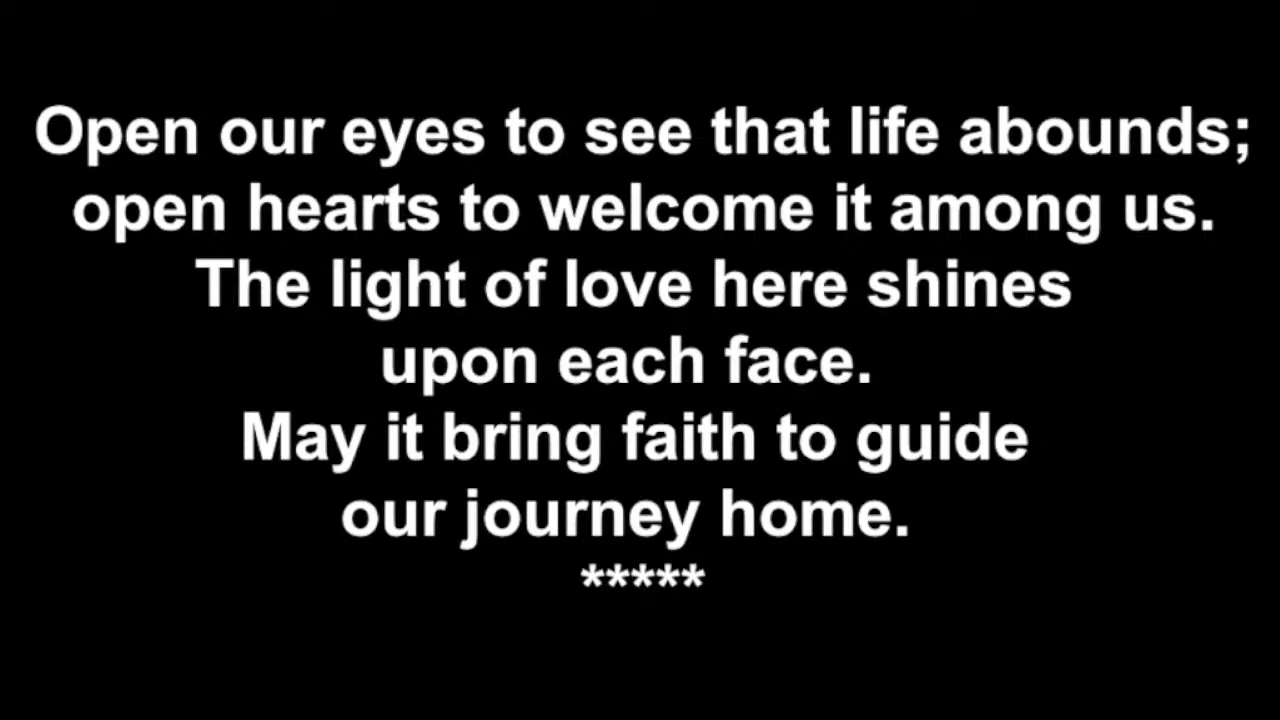 Open our eyes to see that life abounds;
open hearts to welcome it among us.
The light of love here shines
upon each face.
May it bring faith to guide
our journey home.
*****